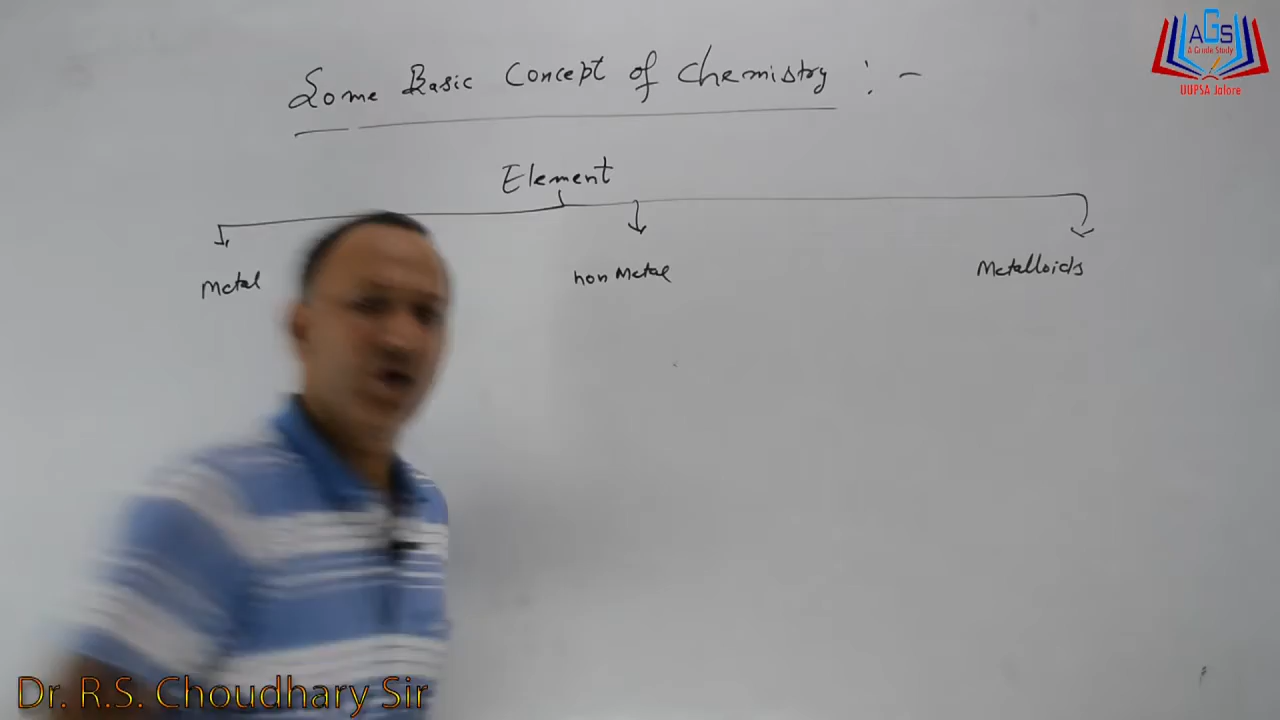 Some Basic Concept of Chemistry : -
Element
Metal
non Metal
Metalloids
AGS
A Guide Study
UUPSA Jalore
Dr. R.S. Choudhary Sir